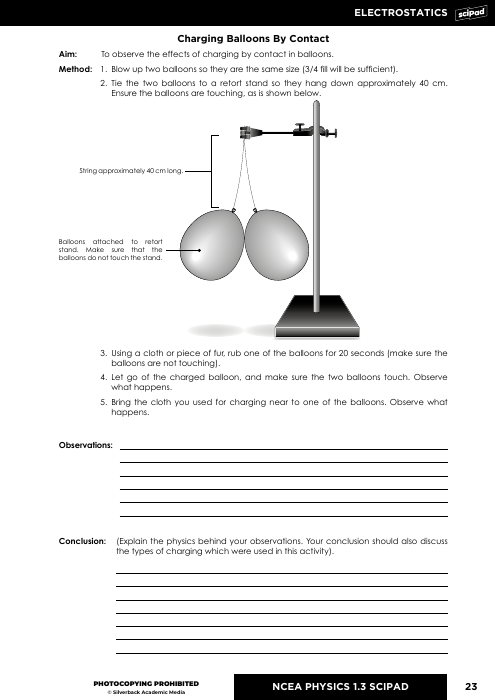 ELECTROSTATICS
scipad
Charging Balloons By Contact
Aim: To observe the effects of charging by contact in balloons.
Method: 1. Blow up two balloons so they are the same size (3/4 fill will be sufficient).
2. Tie the two balloons to a retort stand so they hang down approximately 40 cm.
Ensure the balloons are touching, as is shown below.
String approximately 40 cm long.
Balloons attached to retort
stand. Make sure that the
balloons do not touch the stand.
3. Using a cloth or piece of fur, rub one of the balloons for 20 seconds (make sure the
balloons are not touching).
4. Let go of the charged balloon, and make sure the two balloons touch. Observe
what happens.
5. Bring the cloth you used for charging near to one of the balloons. Observe what
happens.
Observations:
Conclusion: (Explain the physics behind your observations. Your conclusion should also discuss
the types of charging which were used in this activity).
PHOTOCOPYING PROHIBITED
© Silverback Academic Media
NCEA PHYSICS 1.3 SCIPAD
23